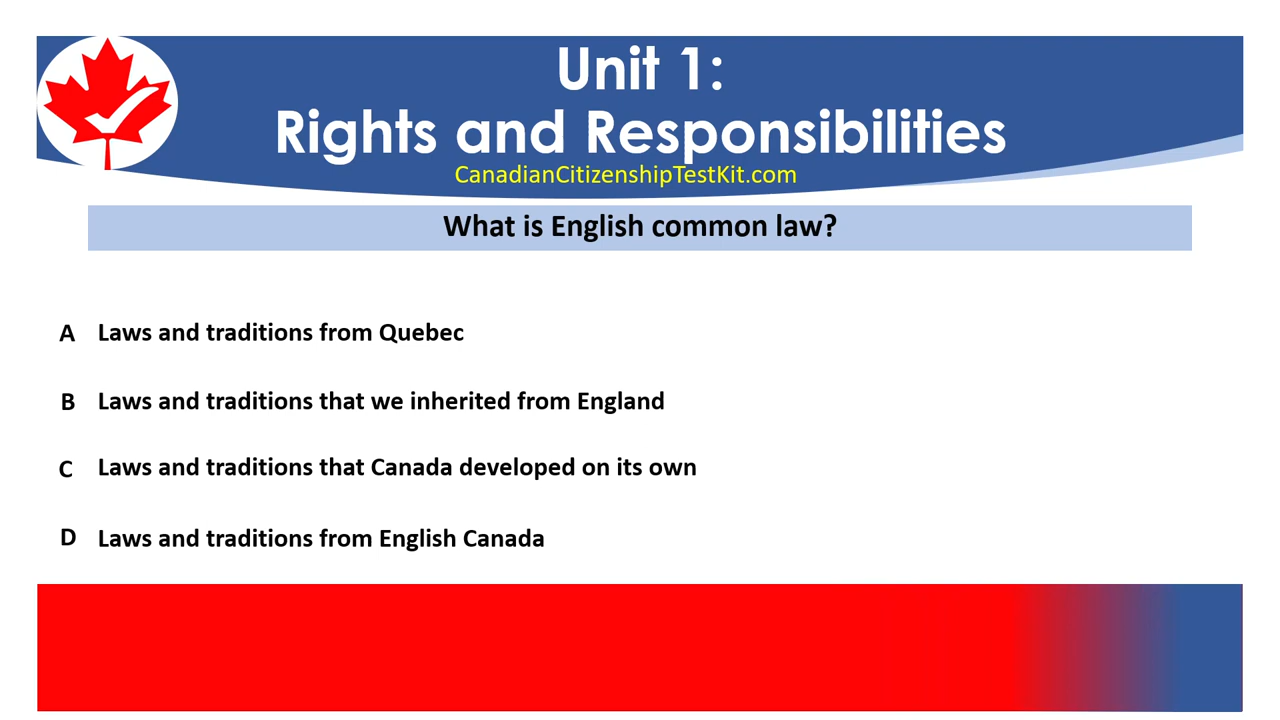 Unit 1:
Rights and Responsibilities
CanadianCitizenshipTestKit.com
What is English common law?
A Laws and traditions from Quebec
B Laws and traditions that we inherited from England
C Laws and traditions that Canada developed on its own
D Laws and traditions from English Canada